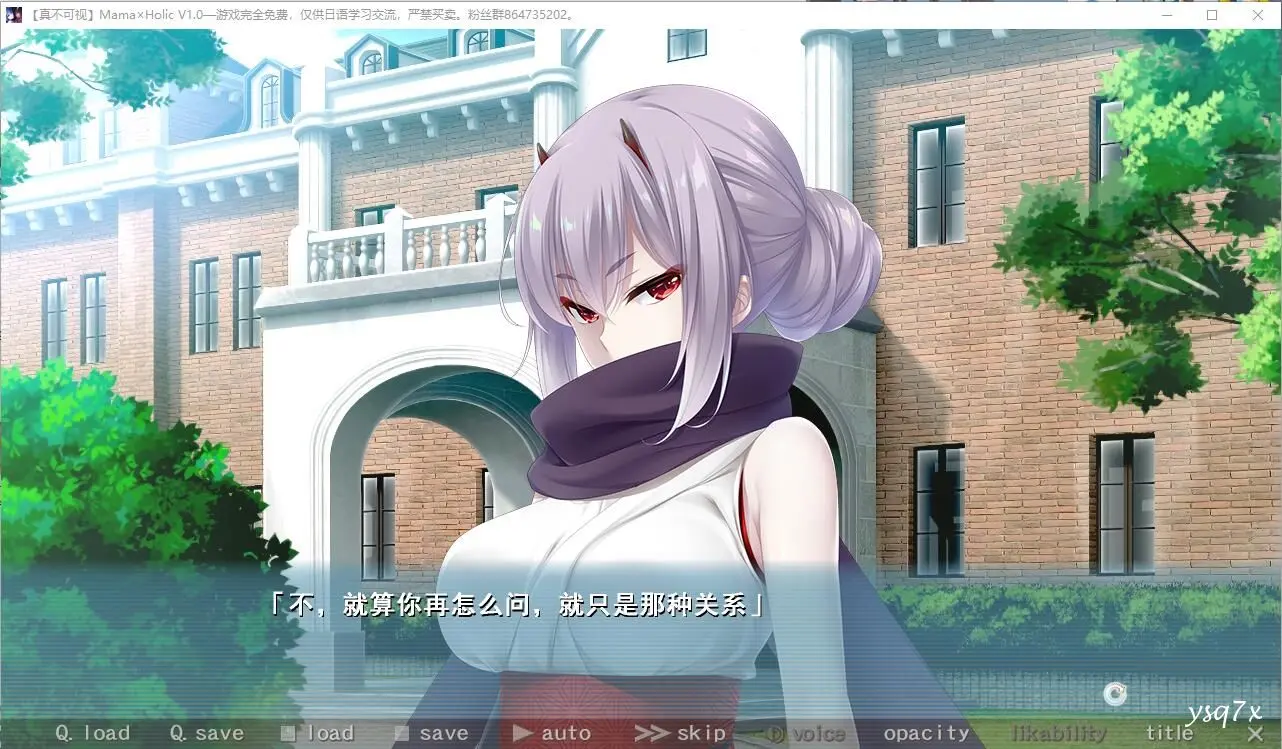 【真不可视】Mama×Holic V1.0—游戏完全免费，仅供日语学习交流，严禁买卖。粉丝群864735202。
「不，就算你再怎么问，就只是那种关系」
Q. load Q. save load save auto skip voice opacity likability title
ysq7x